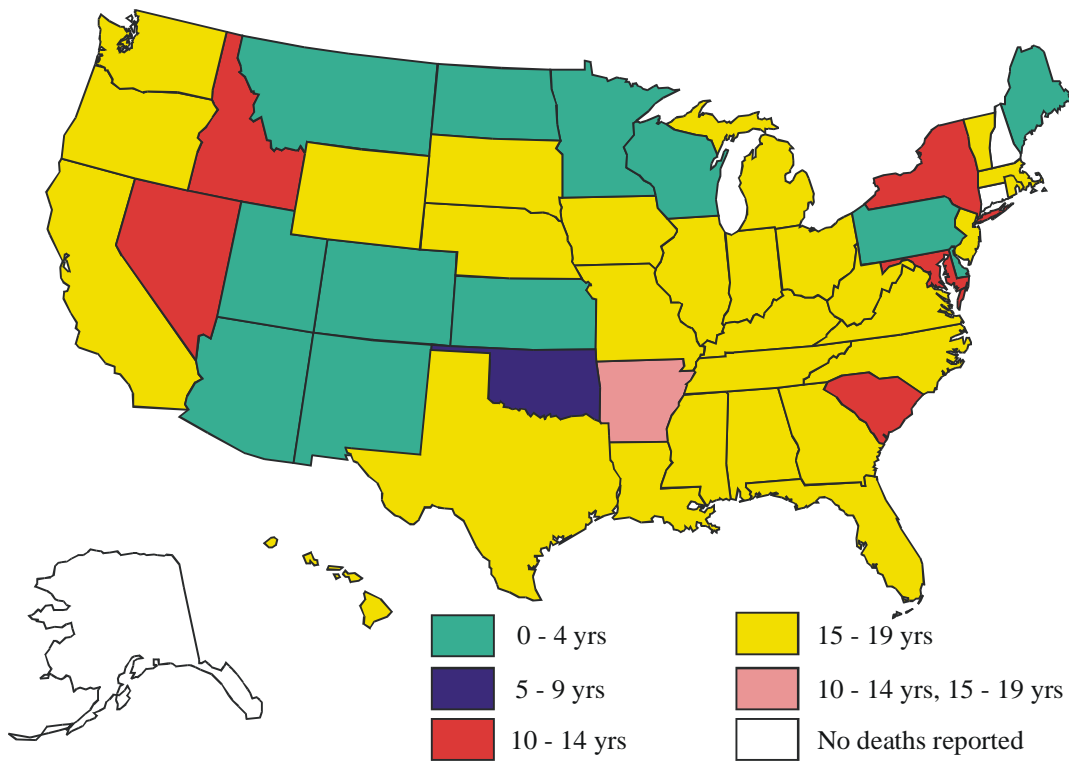 0 - 4 yrs
5 - 9 yrs
10 - 14 yrs
15 - 19 yrs
10 - 14 yrs, 15 - 19 yrs
No deaths reported